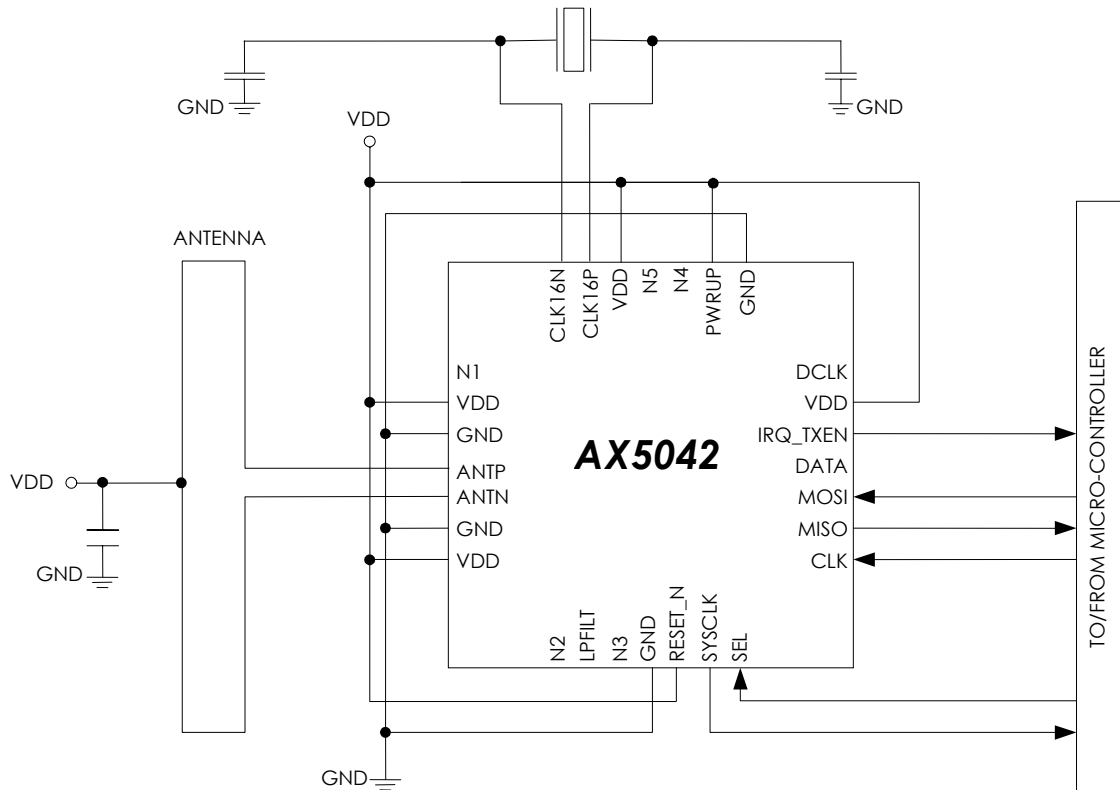 GND
GND
VDD
ANTENNA
CLK16N
CLK16P
VDD
N5
N4
PWRUP
GND
N1
VDD
GND
ANTP
ANTN
GND
VDD
AX5042
DCLK
VDD
IRQ_TXEN
DATA
MOSI
MISO
CLK
VDD
GND
N2
LPFILT
N3
GND
RESET_N
SYSCLK
SEL
TO/FROM MICRO-CONTROLLER
GND